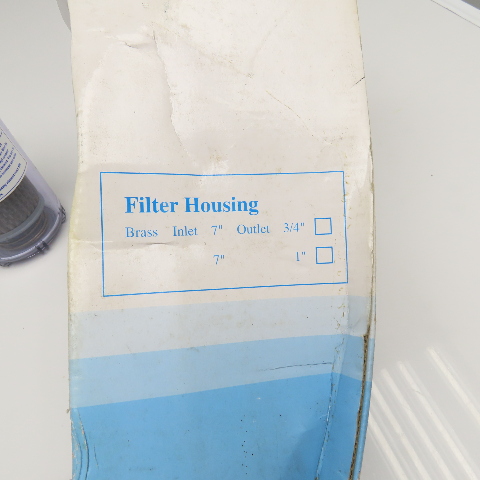 Filter Housing
Brass Inlet 7" Outlet 3/4"
7" 1"